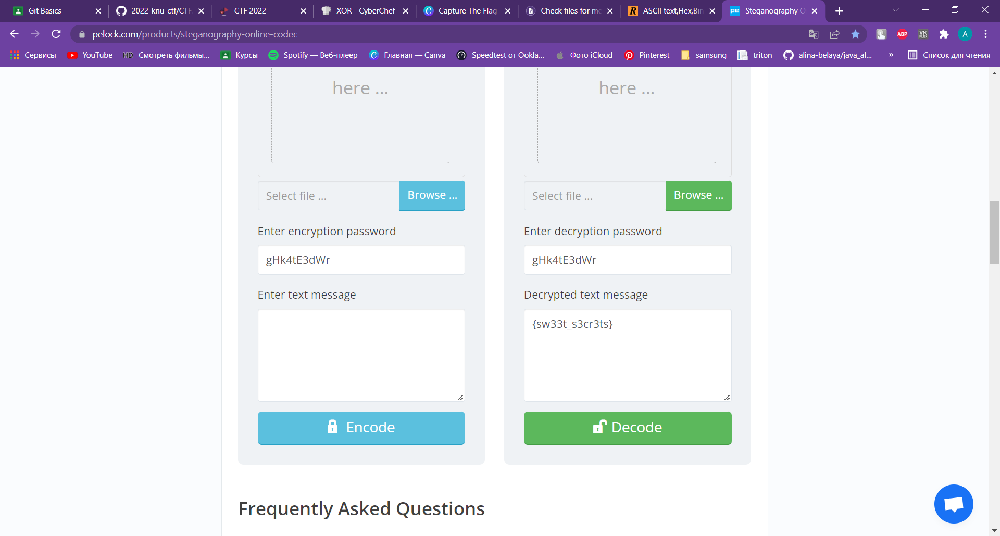 Git Basics
2022-knu-ctf/CTF
CTF 2022
XOR - CyberChef
Capture The Flag
Check files for me
ASCII text,Hex,Bin
Steganography O
pelock.com/products/steganography-online-codec
ABP
VK FLEX
A
Сервисы
YouTube
HD Смотреть фильмы...
Курсы
Spotify — Веб-плеер
Главная — Canva
Speedtest от Ookla...
Фото iCloud
Pinterest
samsung
triton
alina-belaya/java_al...
»
Список для чтения
here ...
here ...
Select file ...
Browse ...
Select file ...
Browse ...
Enter encryption password
Enter decryption password
gHk4tE3dWr
gHk4tE3dWr
Enter text message
Decrypted text message
{sw33t_s3cr3ts}
Encode
Decode
Frequently Asked Questions